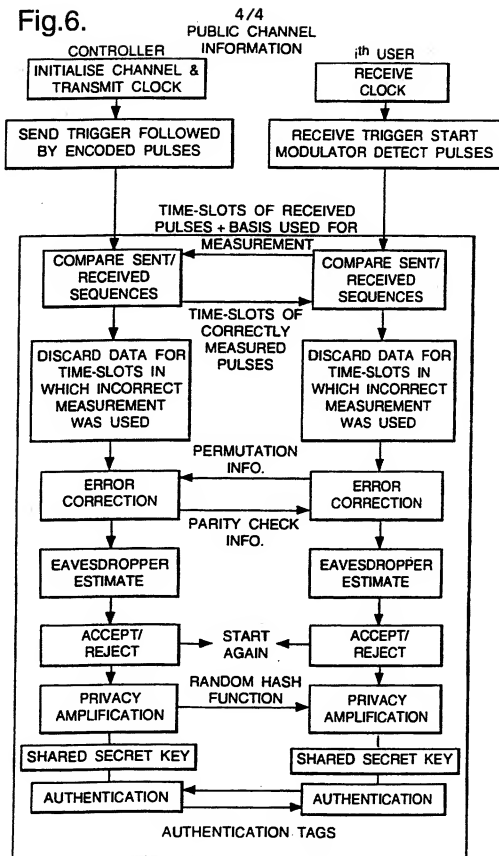 Fig.6.
4/4
PUBLIC CHANNEL
INFORMATION
CONTROLLER
INITIALISE CHANNEL &
TRANSMIT CLOCK
ith USER
RECEIVE
CLOCK
SEND TRIGGER FOLLOWED
BY ENCODED PULSES
RECEIVE TRIGGER START
MODULATOR DETECT PULSES
TIME-SLOTS OF RECEIVED
PULSES + BASIS USED FOR
MEASUREMENT
COMPARE SENT/
RECEIVED
SEQUENCES
COMPARE SENT/
RECEIVED
SEQUENCES
TIME-SLOTS OF
CORRECTLY
MEASURED
PULSES
DISCARD DATA FOR
TIME-SLOTS IN
WHICH INCORRECT
MEASUREMENT
WAS USED
DISCARD DATA FOR
TIME-SLOTS IN
WHICH INCORRECT
MEASUREMENT
WAS USED
PERMUTATION
INFO.
ERROR
CORRECTION
ERROR
CORRECTION
PARITY CHECK
INFO.
EAVESDROPPER
ESTIMATE
EAVESDROPPER
ESTIMATE
ACCEPT/
REJECT
START
AGAIN
ACCEPT/
REJECT
RANDOM HASH
FUNCTION
PRIVACY
AMPLIFICATION
PRIVACY
AMPLIFICATION
SHARED SECRET KEY
SHARED SECRET KEY
AUTHENTICATION
AUTHENTICATION
AUTHENTICATION TAGS